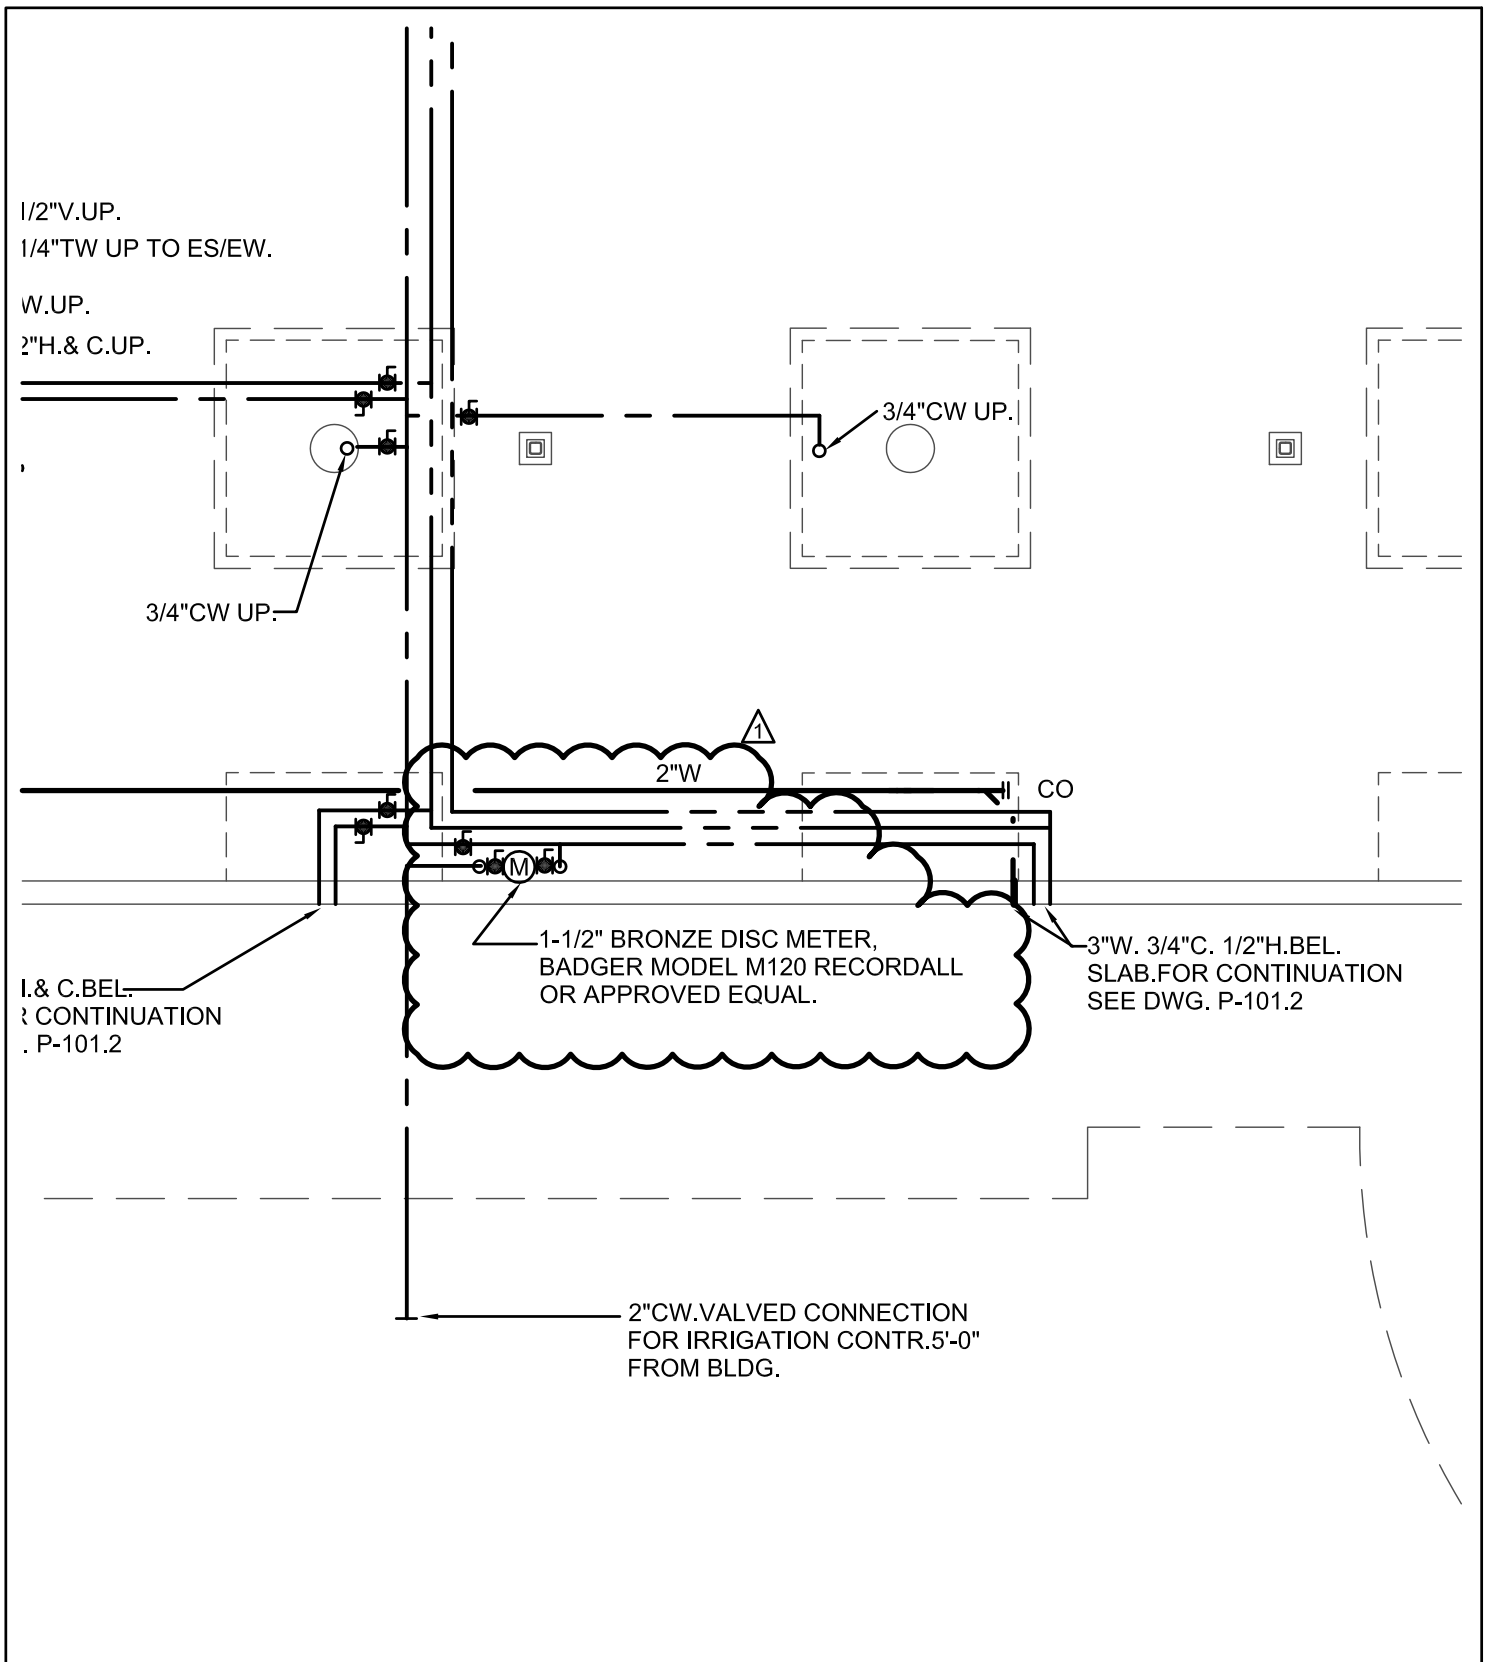 1/2"V.UP.
1/4"TW UP TO ES/EW.
W.UP.
2"H.& C.UP.
3/4"CW UP.
3/4"CW UP.
1
2"W
CO
M
1-1/2" BRONZE DISC METER,
BADGER MODEL M120 RECORDALL
OR APPROVED EQUAL.
3"W. 3/4"C. 1/2"H.BEL.
SLAB.FOR CONTINUATION
SEE DWG. P-101.2
& C.BEL.
CONTINUATION
. P-101.2
2"CW.VALVED CONNECTION
FOR IRRIGATION CONTR.5'-0"
FROM BLDG.